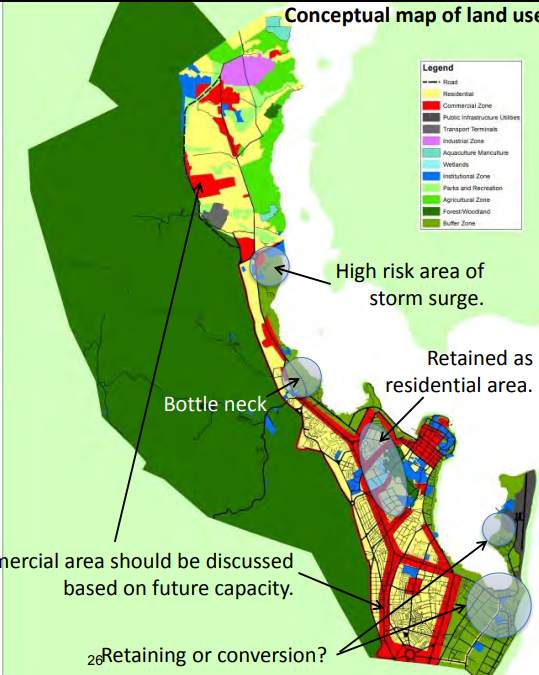 Conceptual map of land use
Legend
Road
Residential
Commercial Zone
Public Infrastructure Utilities
Transport Terminals
Industrial Zone
Aquaculture Mariculture
Wetlands
Institutional Zone
Parks and Recreation
Agricultural Zone
Forest/Woodland
Buffer Zone
High risk area of
storm surge.
Retained as
residential area.
Bottle neck
mercial area should be discussed
based on future capacity.
26
Retaining or conversion?